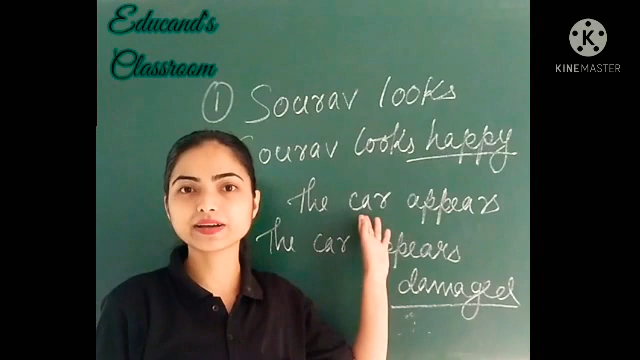 Educand's
Classroom
KINEMASTER
① Sourav looks
Sourav looks happy
The car appears
The car appears
damaged